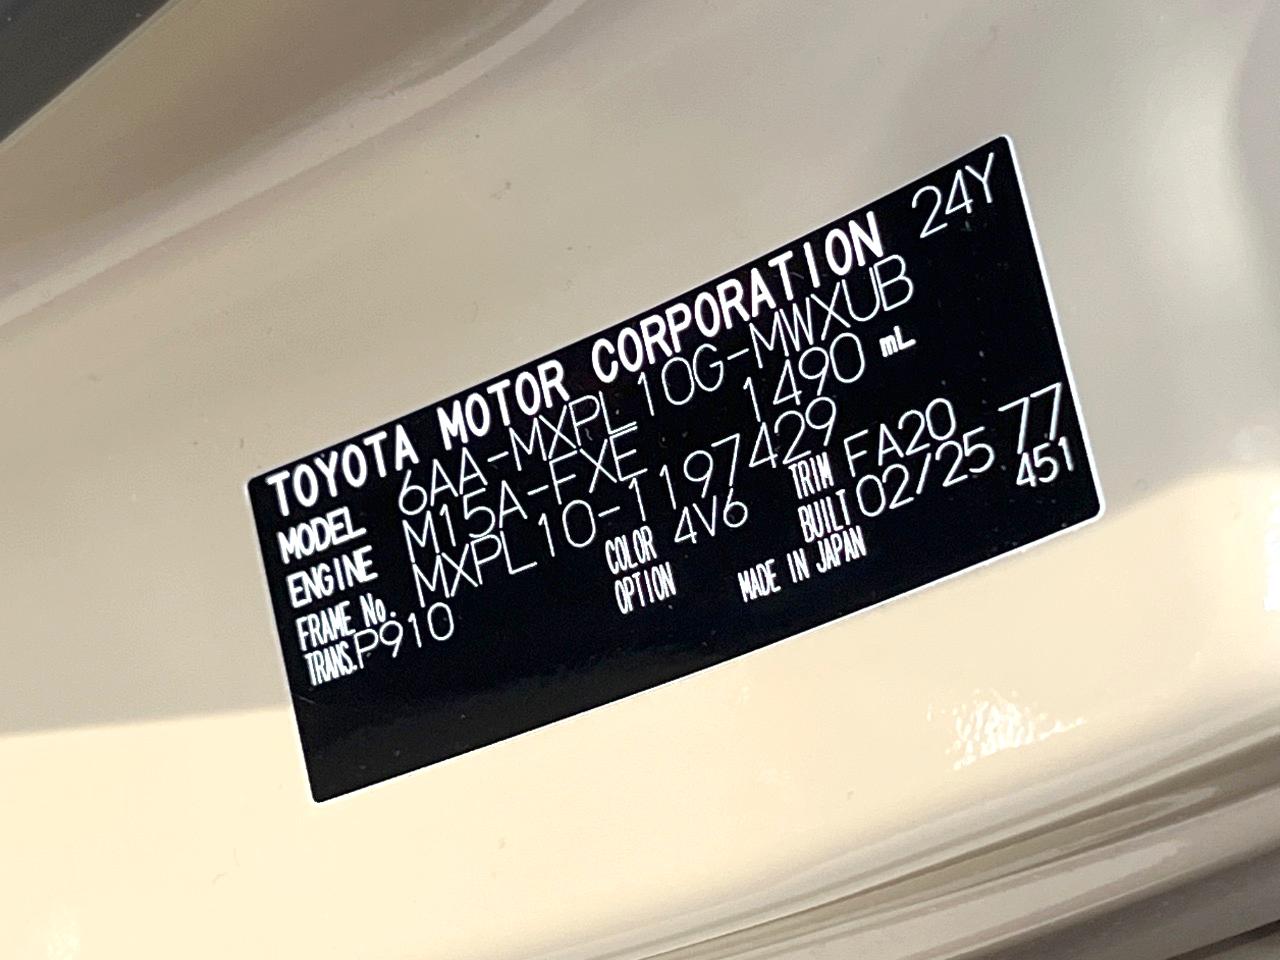 TOYOTA MOTOR CORPORATION 24Y
MODEL 6AA-MXPL10G-MWXUB
ENGINE M15A-FXE 1490 mL
FRAME No. MXPL10-1197429
TRANS. P910 COLOR 4V6 TRIM FA20 77
OPTION BUILT 02/25 451
MADE IN JAPAN